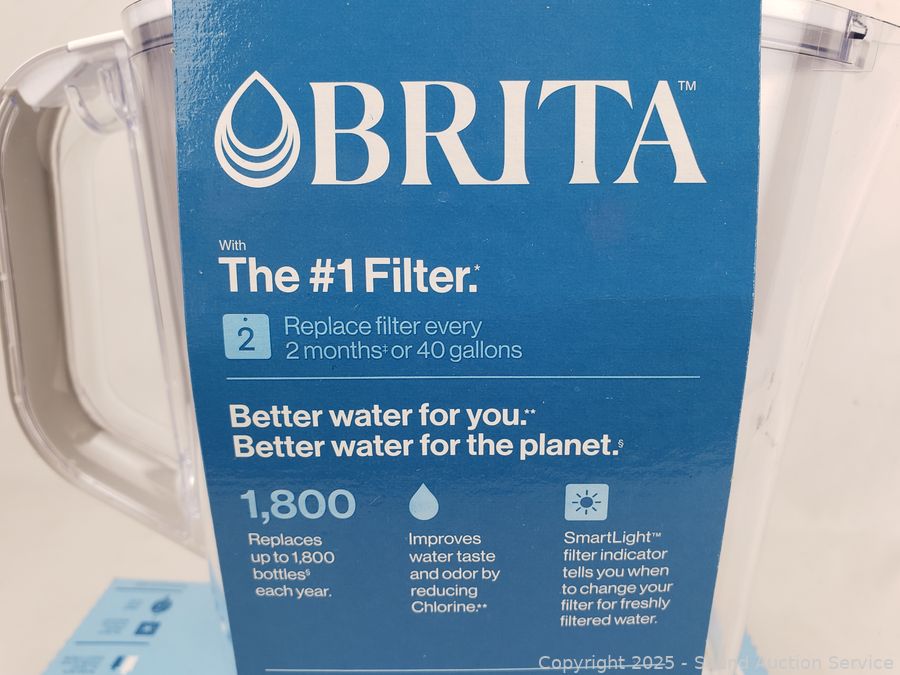 BRITA™
With
The #1 Filter.*
2
Replace filter every
2 months‡ or 40 gallons
Better water for you.**
Better water for the planet.§
1,800
Replaces
up to 1,800
bottles§
each year.
Improves
water taste
and odor by
reducing
Chlorine.**
SmartLight™
filter indicator
tells you when
to change your
filter for freshly
filtered water.
Copyright 2025 - Sound Auction Service